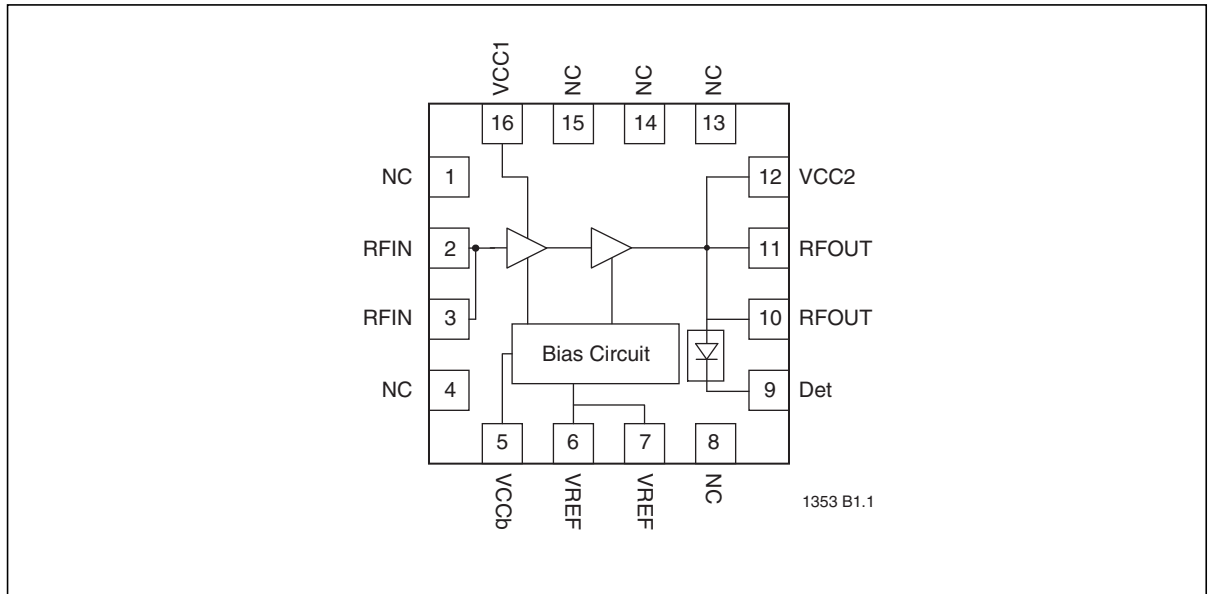 VCC1 NC NC NC
16 15 14 13
NC 1 12 VCC2
RFIN 2 11 RFOUT
RFIN 3 10 RFOUT
Bias Circuit
NC 4 9 Det
5 6 7 8
VCCb VREF VREF NC
1353 B1.1